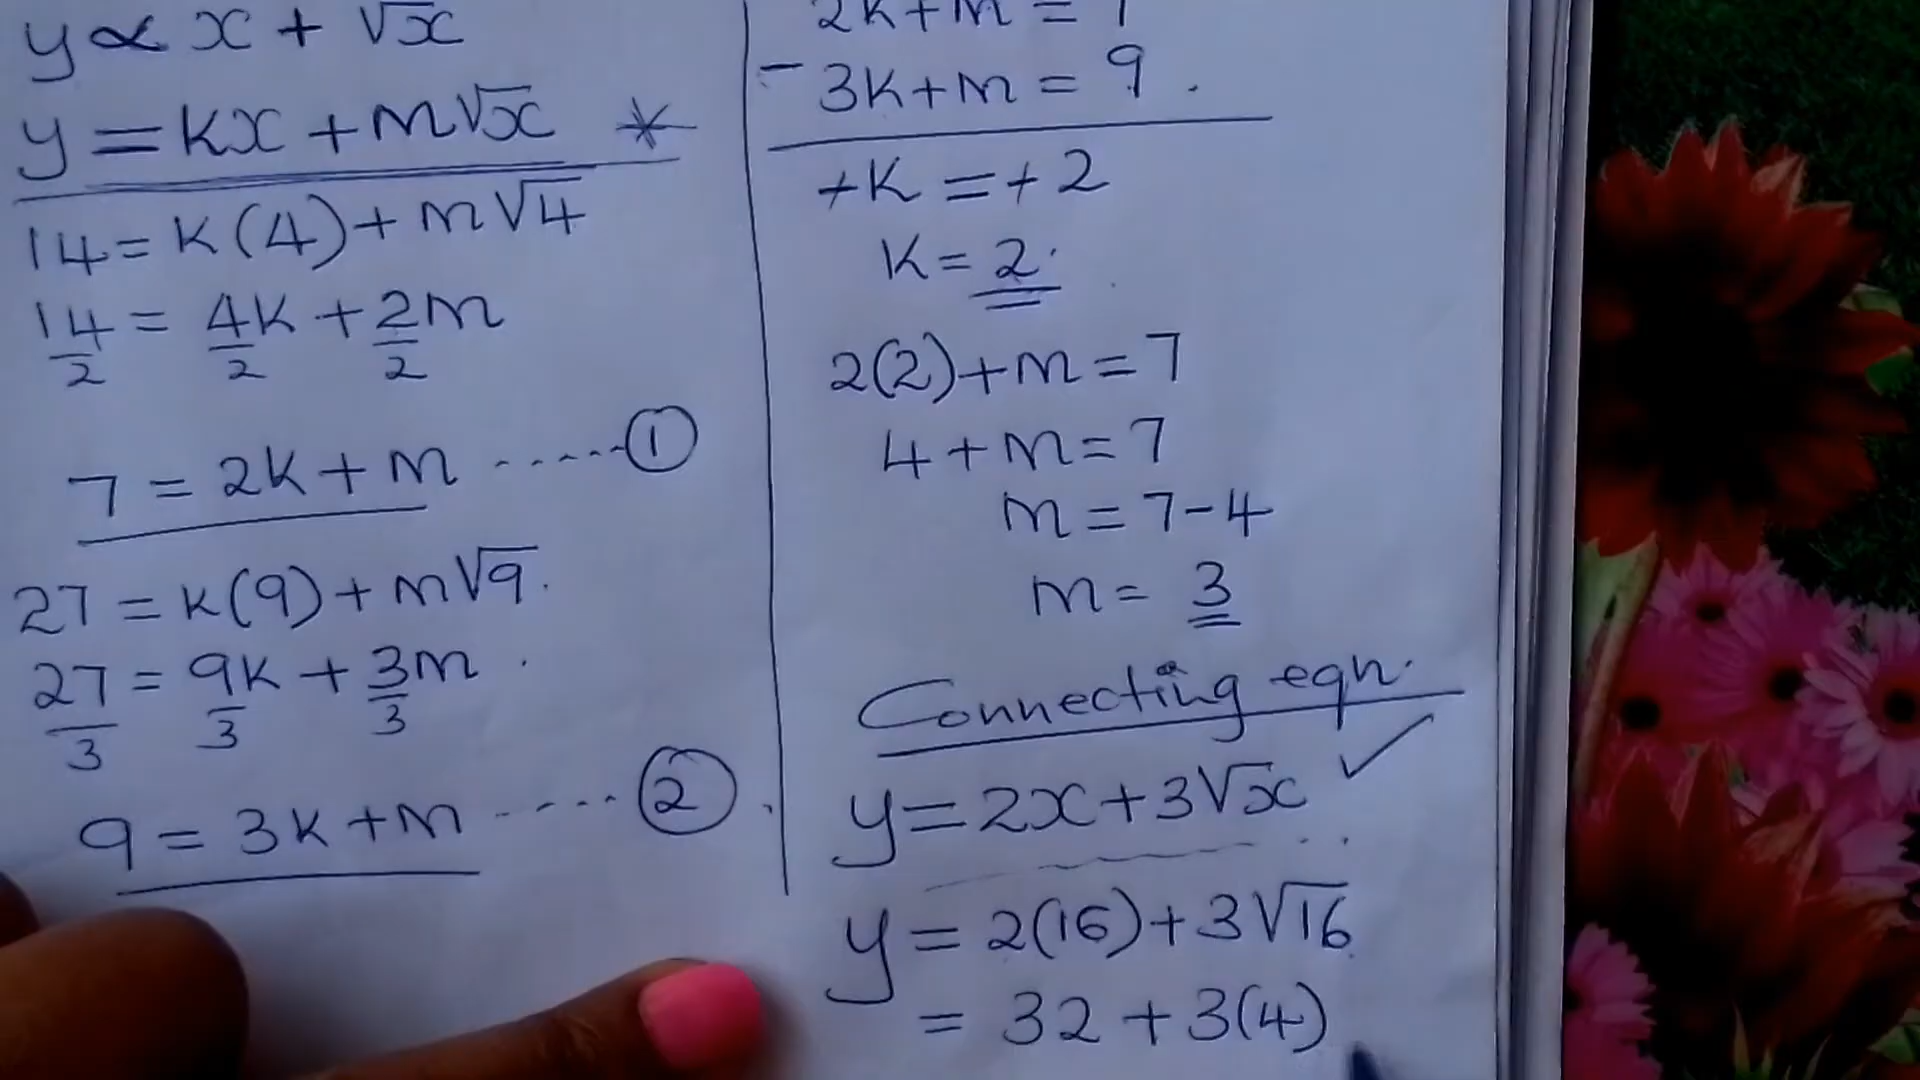 y ∝ x + √x
y = kx + m√x *
14 = k(4) + m√4
14/2 = 4k/2 + 2m/2
7 = 2k + m ...... ①
27 = k(9) + m√9.
27/3 = 9k/3 + 3m/3
9 = 3k + m ...... ②
2k + m = 7
- 3k + m = 9
+k = +2
k = 2
2(2) + m = 7
4 + m = 7
m = 7 - 4
m = 3
Connecting eqn.
y = 2x + 3√x ✓
y = 2(16) + 3√16
= 32 + 3(4)